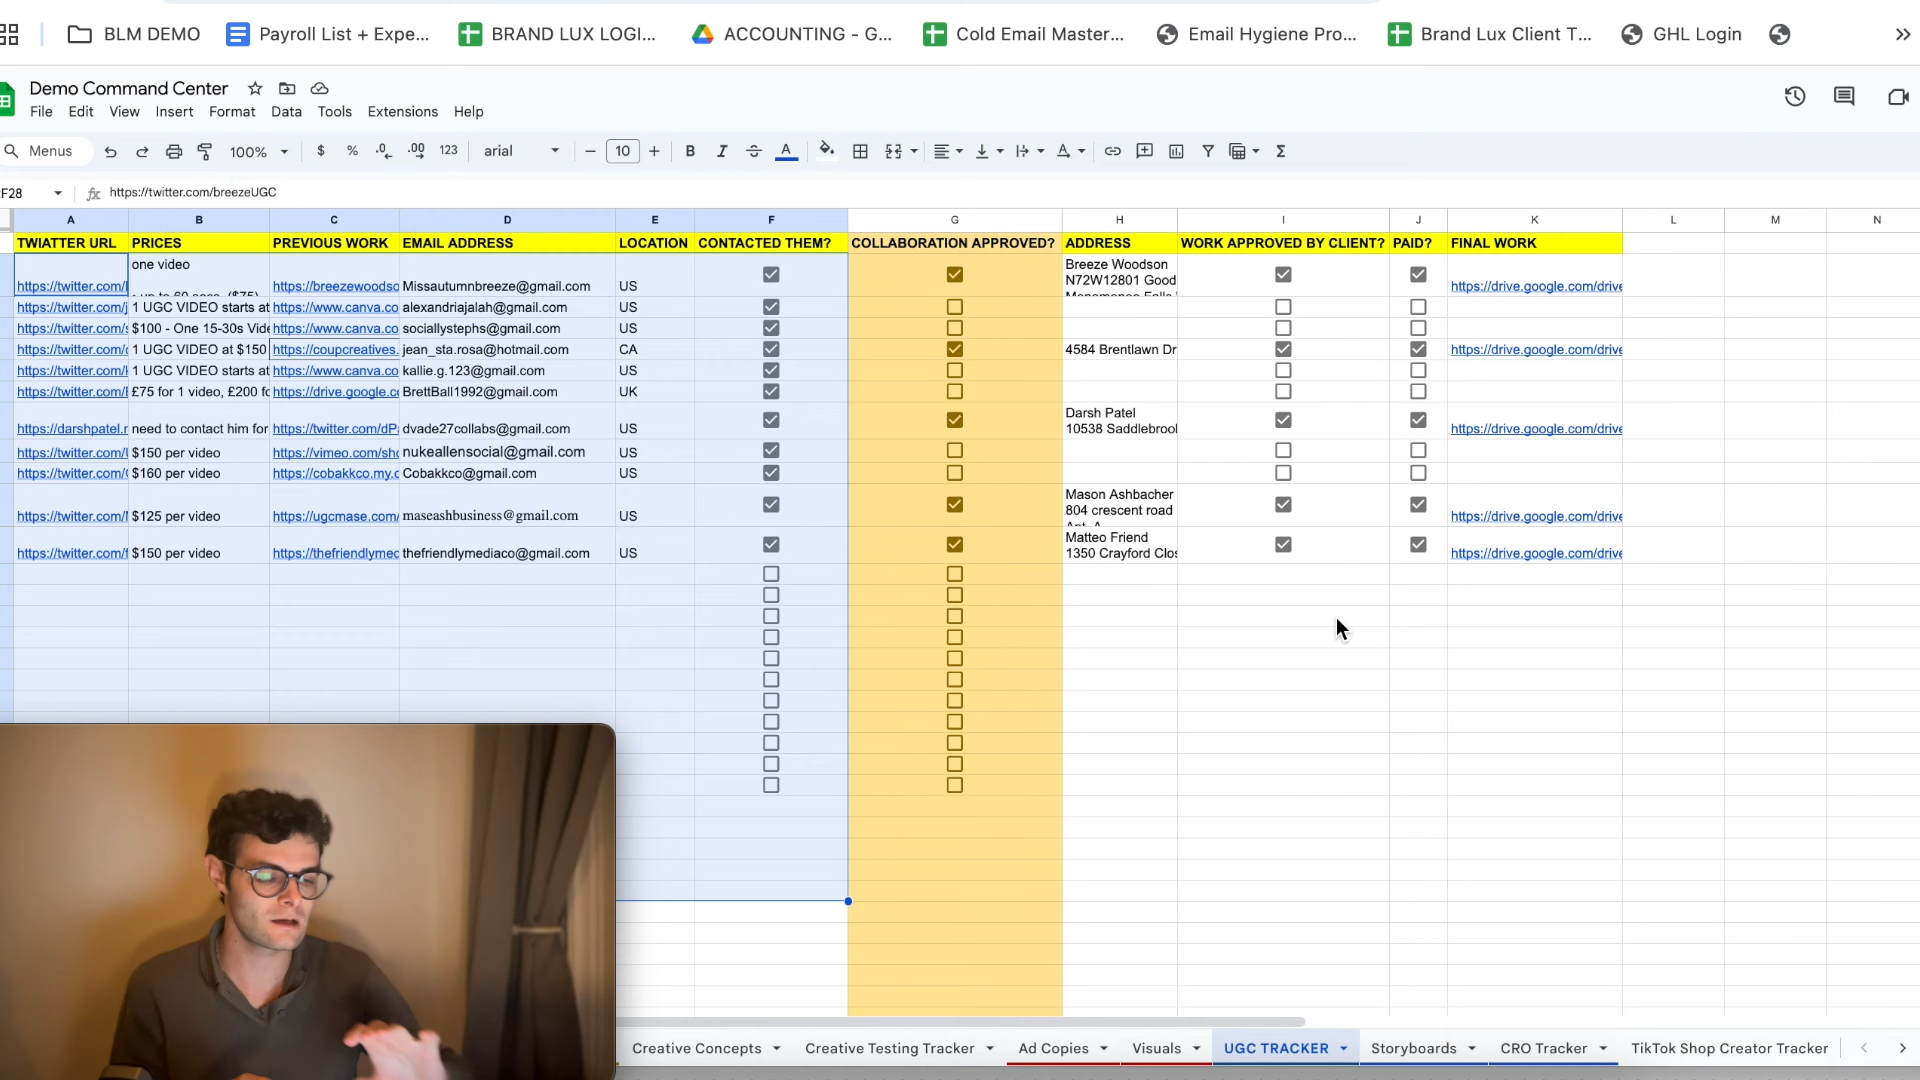 BLM DEMO Payroll List + Expe... BRAND LUX LOGI... ACCOUNTING - G... Cold Email Master... Email Hygiene Pro... Brand Lux Client T... GHL Login
Demo Command Center
File Edit View Insert Format Data Tools Extensions Help
Menus 100% $ % .0 .00 123 arial 10 B I A Σ
F28 fx https://twitter.com/breezeUGC
A B C D E F G H I J K L M N
TWIATTER URL PRICES PREVIOUS WORK EMAIL ADDRESS LOCATION CONTACTED THEM? COLLABORATION APPROVED? ADDRESS WORK APPROVED BY CLIENT? PAID? FINAL WORK
one video Breeze Woodson
N72W12801 Good
https://twitter.com/ https://breezewoodso Missautumnbreeze@gmail.com US https://drive.google.com/drive
https://twitter.com/j 1 UGC VIDEO starts at https://www.canva.co alexandriajalah@gmail.com US
https://twitter.com/s $100 - One 15-30s Vide https://www.canva.co sociallystephs@gmail.com US
https://twitter.com/ 1 UGC VIDEO at $150 https://coupcreatives. jean_sta.rosa@hotmail.com CA 4584 Brentlawn Dr https://drive.google.com/drive
https://twitter.com/ 1 UGC VIDEO starts at https://www.canva.co kallie.g.123@gmail.com US
https://twitter.com/ £75 for 1 video, £200 fo https://drive.google.co BrettBall1992@gmail.com UK
Darsh Patel
https://darshpatel.r need to contact him for https://twitter.com/dP dvade27collabs@gmail.com US 10538 Saddlebrool https://drive.google.com/drive
https://twitter.com/ $150 per video https://vimeo.com/sho nukeallensocial@gmail.com US
https://twitter.com/ $160 per video https://cobakkco.my.c Cobakkco@gmail.com US
Mason Ashbacher
804 crescent road
https://twitter.com/ $125 per video https://ugcmase.com/ maseashbusiness@gmail.com US Apt. A https://drive.google.com/drive
Matteo Friend
https://twitter.com/f $150 per video https://thefriendlymed thefriendlymediaco@gmail.com US 1350 Crayford Clos https://drive.google.com/drive
Creative Concepts Creative Testing Tracker Ad Copies Visuals UGC TRACKER Storyboards CRO Tracker TikTok Shop Creator Tracker